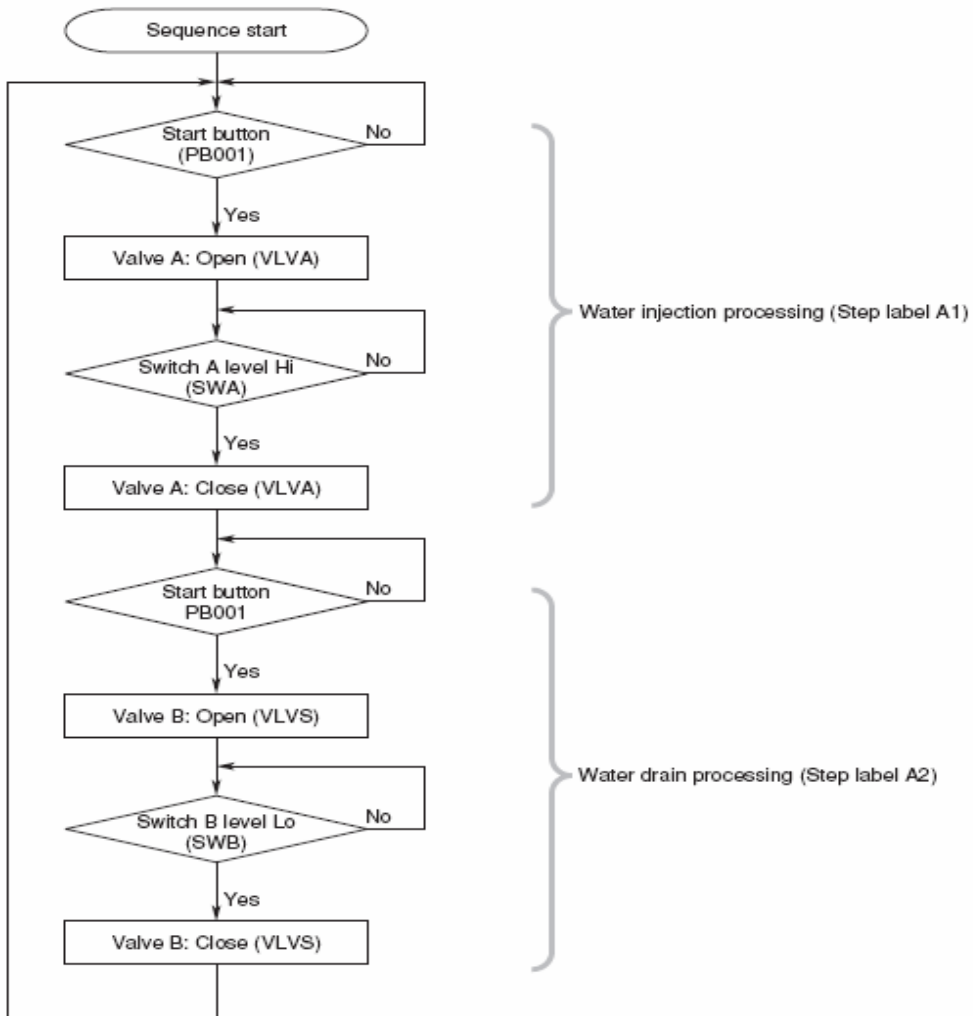 Sequence start
Start button
(PB001)
No
Yes
Valve A: Open (VLVA)
Water injection processing (Step label A1)
Switch A level Hi
(SWA)
No
Yes
Valve A: Close (VLVA)
Start button
PB001
No
Yes
Valve B: Open (VLVS)
Water drain processing (Step label A2)
Switch B level Lo
(SWB)
No
Yes
Valve B: Close (VLVS)